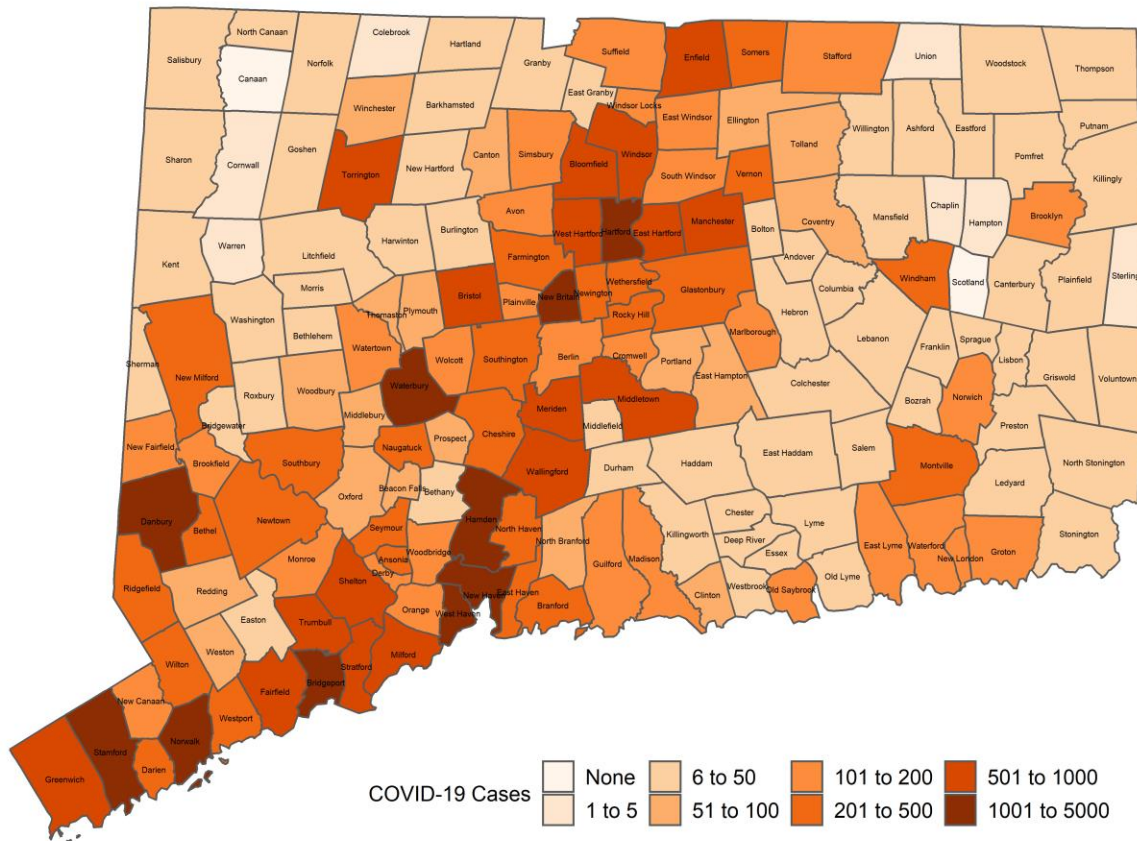 North Canaan
Colebrook
Hartland
Salisbury
Canaan
Norfolk
Granby
Suffield
Enfield
Somers
Stafford
Union
Woodstock
Thompson
Winchester
Barkhamsted
East Granby
Windsor Locks
East Windsor
Ellington
Willington
Ashford
Eastford
Putnam
Pomfret
Tolland
Sharon
Cornwall
Goshen
Torrington
New Hartford
Canton
Simsbury
Bloomfield
Windsor
South Windsor
Vernon
Killingly
Kent
Warren
Litchfield
Harwinton
Burlington
Avon
West Hartford
Hartford
East Hartford
Manchester
Bolton
Coventry
Mansfield
Chaplin
Hampton
Brooklyn
Andover
Columbia
Windham
Scotland
Canterbury
Plainfield
Sterling
Morris
Farmington
Washington
Bethlehem
Thomaston
Plymouth
Bristol
Plainville
New Britain
Newington
Wethersfield
Rocky Hill
Glastonbury
Hebron
Marlborough
Lebanon
Franklin
Sprague
Lisbon
Griswold
Voluntown
Sherman
New Milford
Watertown
Wolcott
Southington
Berlin
Cromwell
Portland
East Hampton
Colchester
Bozrah
Norwich
Preston
Roxbury
Woodbury
Waterbury
Middlebury
Bridgewater
Meriden
Middletown
Middlefield
Cheshire
Prospect
Naugatuck
New Fairfield
Brookfield
Southbury
Wallingford
Durham
Haddam
East Haddam
Salem
Montville
Ledyard
North Stonington
Danbury
Bethel
Newtown
Oxford
Beacon Falls
Bethany
Hamden
North Haven
North Branford
Guilford
Madison
Killingworth
Chester
Deep River
Essex
Lyme
Westbrook
Clinton
Old Saybrook
Old Lyme
East Lyme
Waterford
New London
Groton
Stonington
Seymour
Woodbridge
Ansonia
Derby
Monroe
Ridgefield
Redding
Shelton
Orange
New Haven
West Haven
East Haven
Branford
Easton
Trumbull
Milford
Stratford
Weston
Wilton
Bridgeport
Fairfield
New Canaan
Westport
Norwalk
Darien
Stamford
Greenwich
COVID-19 Cases
None
6 to 50
101 to 200
501 to 1000
1 to 5
51 to 100
201 to 500
1001 to 5000